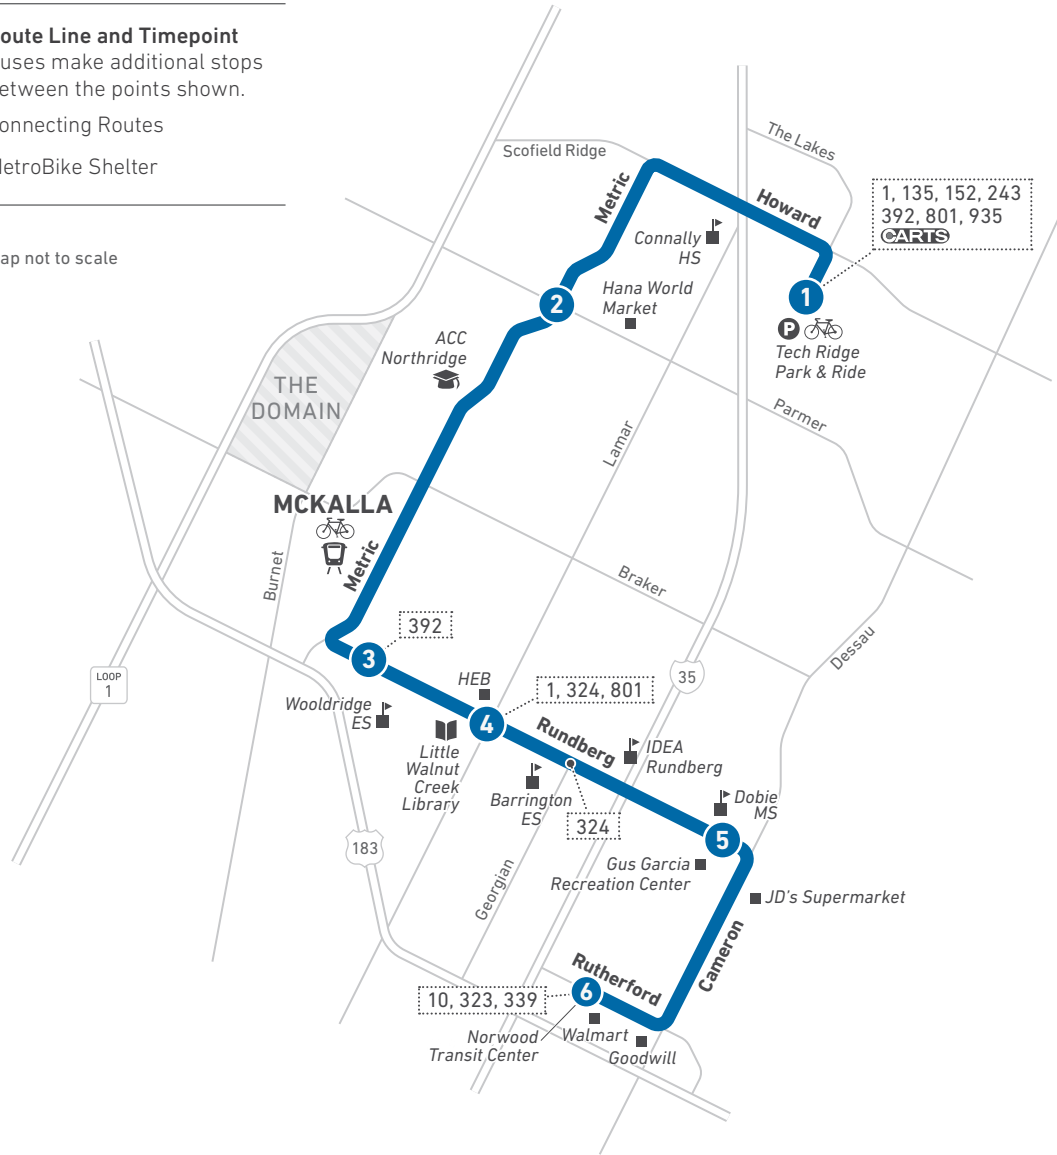 oute Line and Timepoint
uses make additional stops
etween the points shown.
onnecting Routes
MetroBike Shelter
ap not to scale
Scofield Ridge
The Lakes
Metric
Howard
1, 135, 152, 243
392, 801, 935
CARTS
Connally
HS
Hana World
Market
1
2
P
Tech Ridge
Park & Ride
ACC
Northridge
THE
DOMAIN
Parmer
Lamar
MCKALLA
Metric
Burnet
Braker
Dessau
392
3
LOOP
1
35
HEB
1, 324, 801
Wooldridge
ES
4
Rundberg
IDEA
Rundberg
Little
Walnut
Creek
Library
Barrington
ES
324
Dobie
MS
5
183
Gus Garcia
Recreation Center
Georgian
JD's Supermarket
Cameron
Rutherford
6
10, 323, 339
Norwood
Transit Center
Walmart
Goodwill